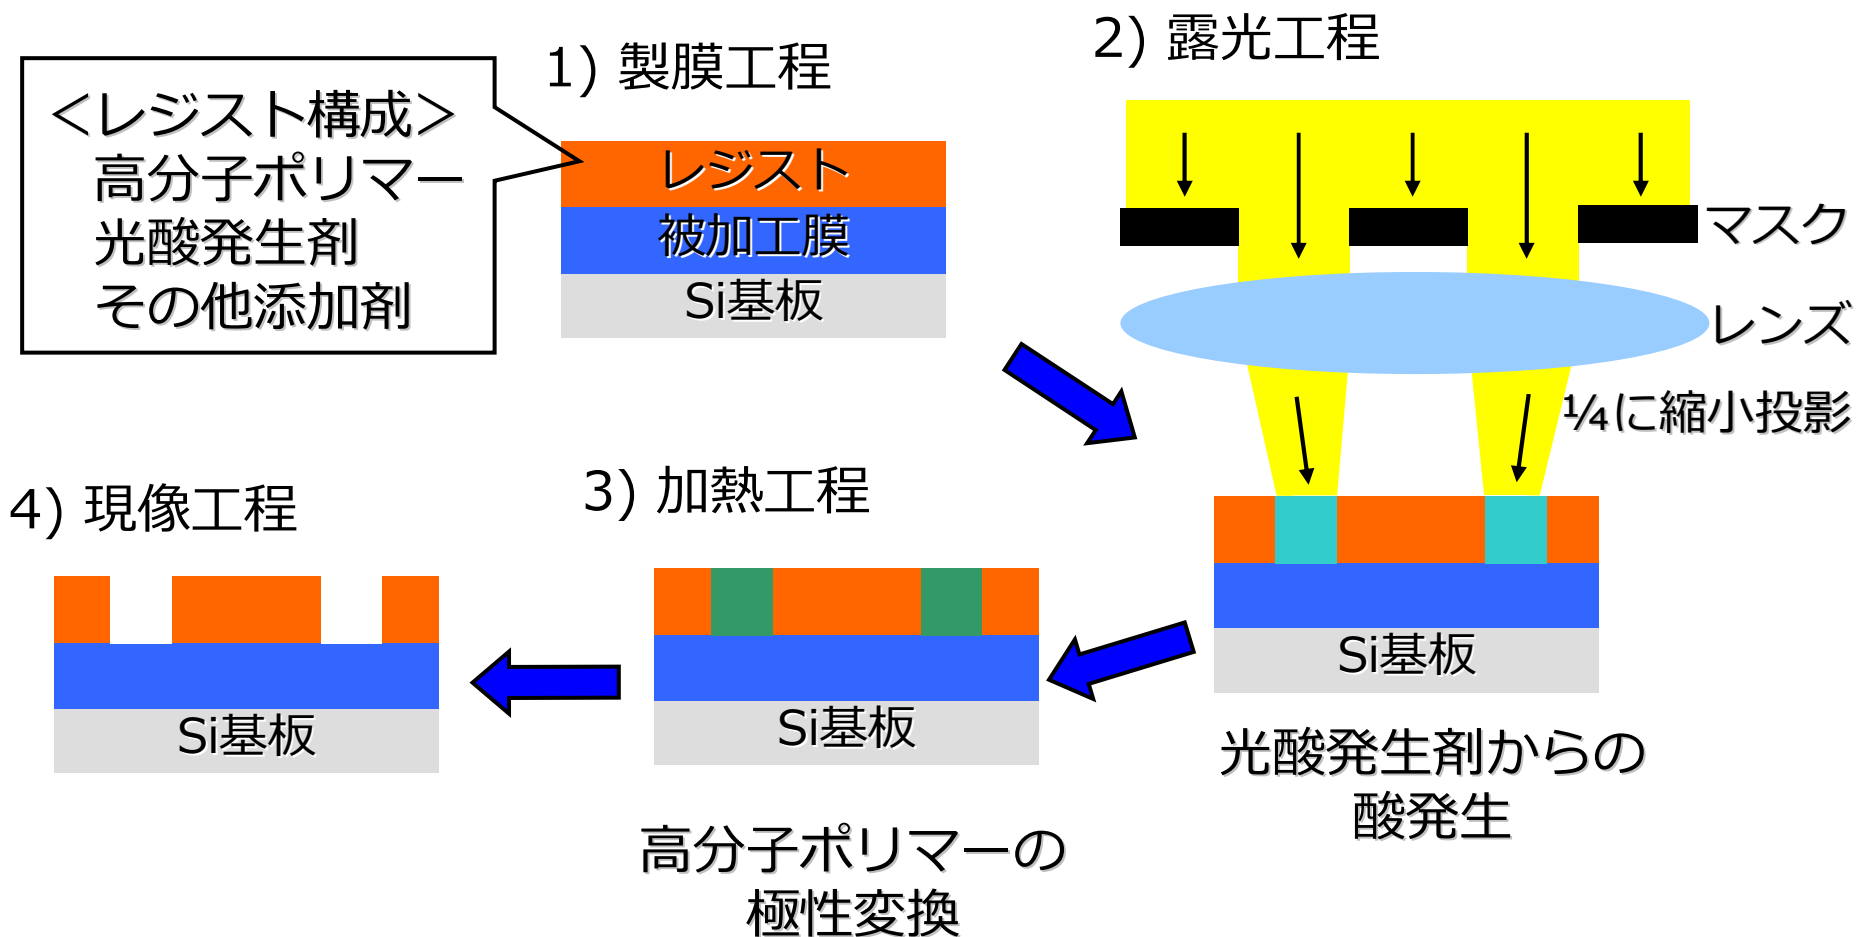 1) 製膜工程
＜レジスト構成＞
高分子ポリマー
光酸発生剤
その他添加剤
レジスト
被加工膜
Si基板
2) 露光工程
マスク
レンズ
¼に縮小投影
Si基板
光酸発生剤からの
酸発生
3) 加熱工程
Si基板
高分子ポリマーの
極性変換
4) 現像工程
Si基板